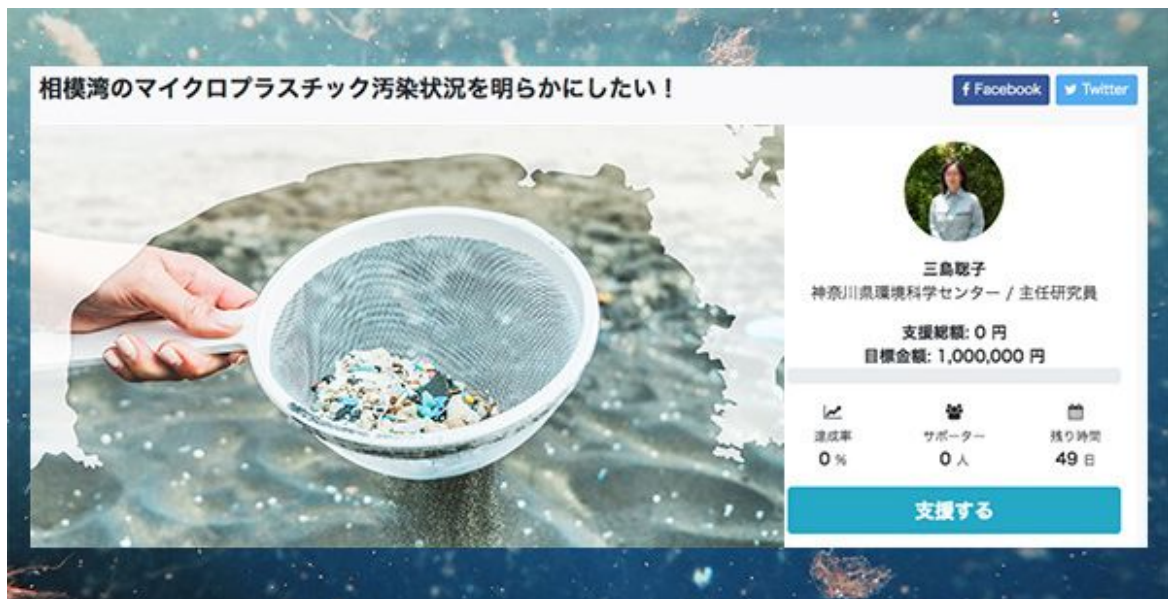 相模湾のマイクロプラスチック汚染状況を明らかにしたい！
Facebook
Twitter
三島聡子
神奈川県環境科学センター / 主任研究員
支援総額: 0 円
目標金額: 1,000,000 円
達成率
サポーター
残り時間
0 %
0 人
49 日
支援する